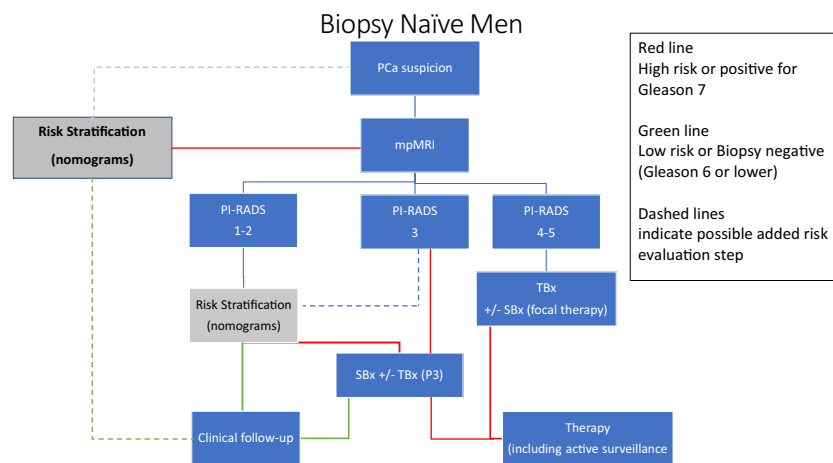 Biopsy Naïve Men
PCa suspicion
Red line
High risk or positive for
Gleason 7
Green line
Low risk or Biopsy negative
(Gleason 6 or lower)
Dashed lines
indicate possible added risk
evaluation step
Risk Stratification
(nomograms)
mpMRI
PI-RADS
1-2
PI-RADS
3
PI-RADS
4-5
Risk Stratification
(nomograms)
TBx
+/- SBx (focal therapy)
SBx +/- TBx (P3)
Clinical follow-up
Therapy
(including active surveillance